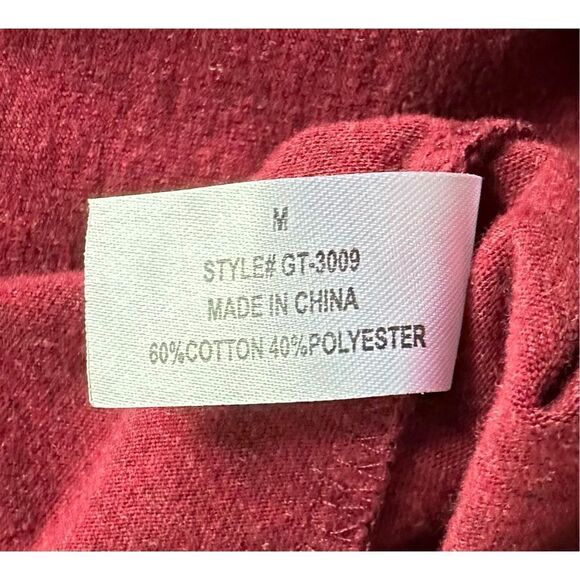 M
STYLE# GT-3009
MADE IN CHINA
60%COTTON 40%POLYESTER